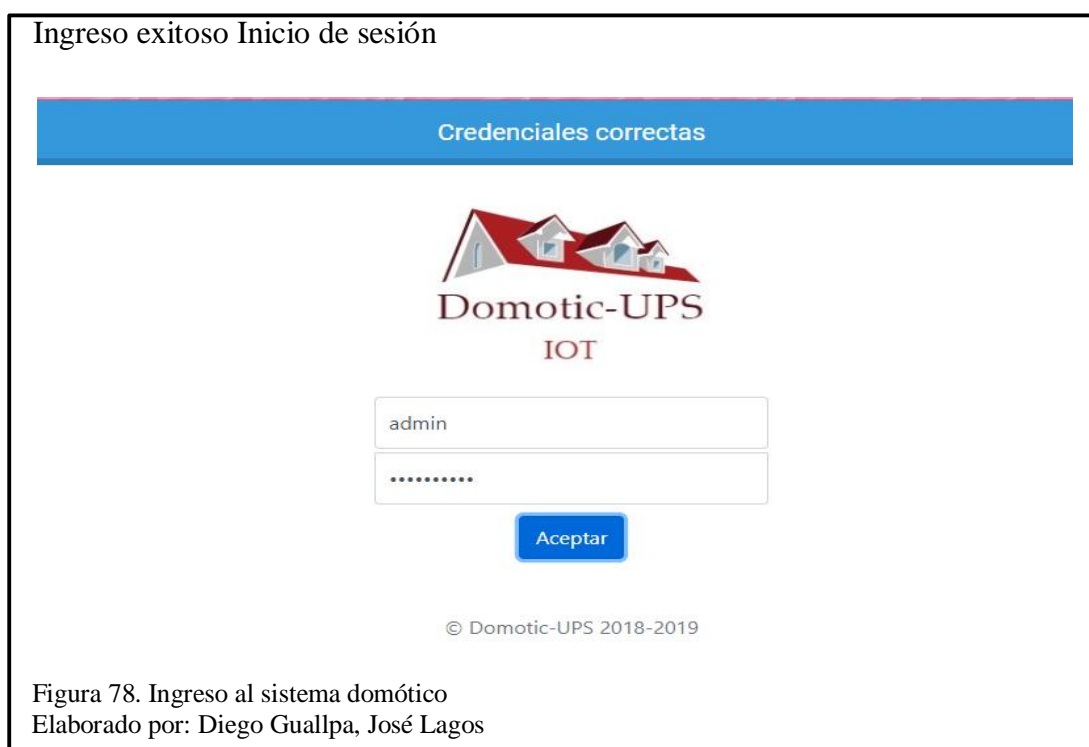 Ingreso exitoso Inicio de sesión
Credenciales correctas
Domotic-UPS
IOT
admin
••••••••••
Aceptar
© Domotic-UPS 2018-2019
Figura 78. Ingreso al sistema domótico
Elaborado por: Diego Guallpa, José Lagos